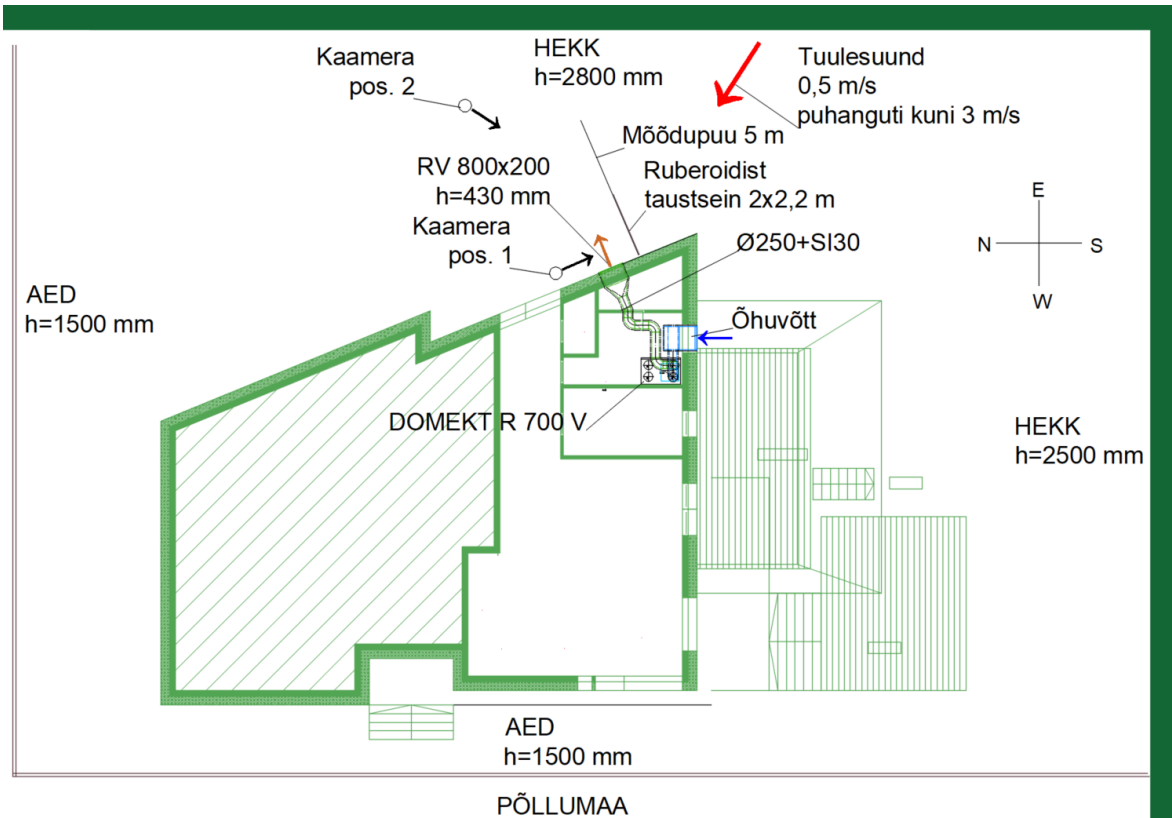 Kaamera
pos. 2
HEKK
h=2800 mm
Tuulesuund
0,5 m/s
puhanguti kuni 3 m/s
Mõõdupuu 5 m
RV 800x200
h=430 mm
Ruberoidist
taustsein 2x2,2 m
Kaamera
pos. 1
Ø250+SI30
E
N
S
W
AED
h=1500 mm
Õhuvõtt
DOMEKT R 700 V
HEKK
h=2500 mm
AED
h=1500 mm
PÕLLUMAA